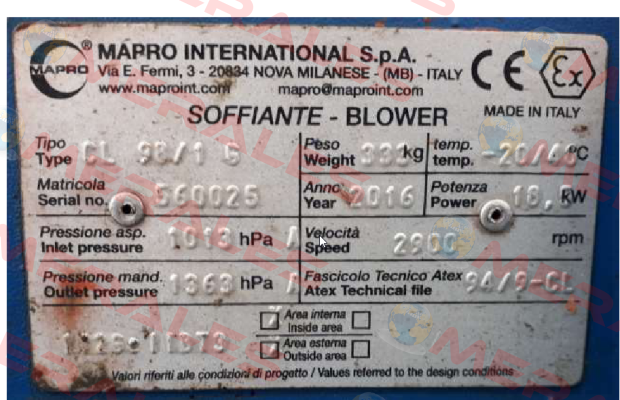 MAPRO ® MAPRO INTERNATIONAL S.p.A.
Via E. Fermi, 3 - 20834 NOVA MILANESE - (MB) - ITALY
www.maproint.com mapro@maproint.com
CE Ex
SOFFIANTE - BLOWER MADE IN ITALY
Tipo
Type CL 98/1 G
Peso
Weight kg
temp.
temp. -20/40 °C
Matricola
Serial no. 560025
Anno
Year 2016
Potenza
Power kW
Pressione asp.
Inlet pressure 1013 hPa A
Velocità
Speed 2900 rpm
Pressione mand.
Outlet pressure 1363 hPa A
Fascicolo Tecnico Atex
Atex Technical file 94/9-CL
Area interna
Inside area
Area esterna
Outside area
Valori riferiti alle condizioni di progetto / Values referred to the design conditions